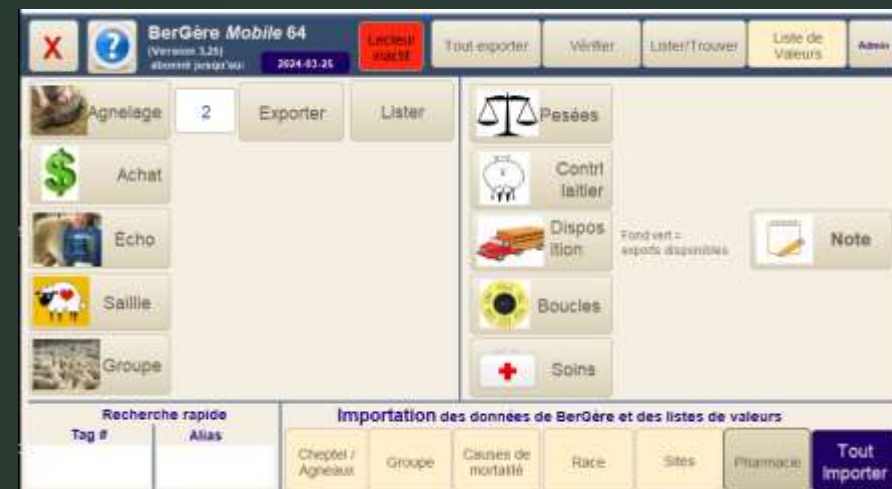 X
?
BerGère Mobile 64
(Version 3.25)
abonné jusqu'au: 2024-03-25
Lecteur
inactif
Tout exporter
Vérifier
Lister/Trouver
Liste de
Valeurs
Admin
Agnelage
2
Exporter
Lister
Achat
Écho
Saillie
Groupe
Pesées
Contrl
laitier
Dispos
ition
Fond vert =
exports disponibles
Note
Boucles
Soins
Recherche rapide
Tag #
Alias
Importation des données de BerGère et des listes de valeurs
Cheptel /
Agneaux
Groupe
Causes de
mortalité
Race
Sites
Pharmacie
Tout
Importer